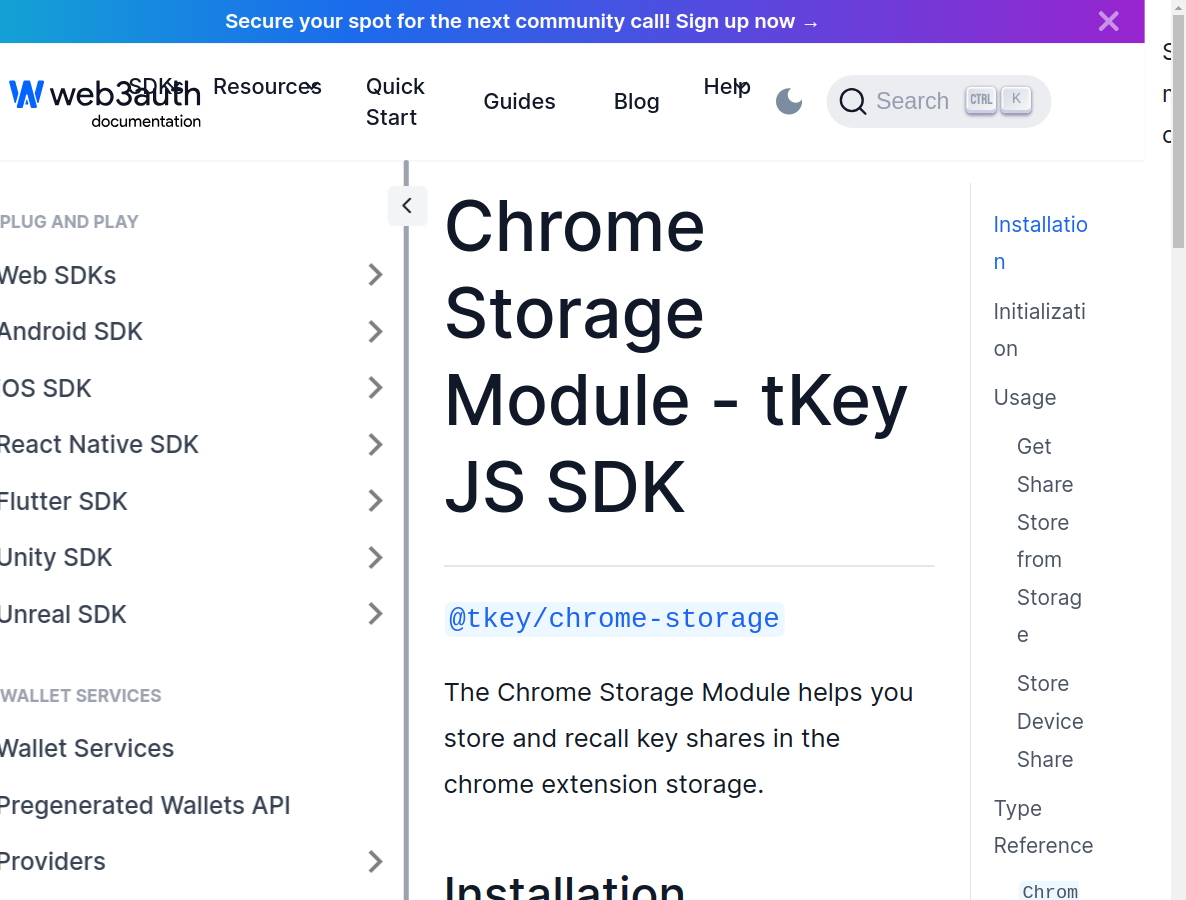 Secure your spot for the next community call! Sign up now →
web3auth
documentation
SDKs
Resources
Quick
Start
Guides
Blog
Help
Search
CTRL
K
PLUG AND PLAY
Web SDKs
Android SDK
iOS SDK
React Native SDK
Flutter SDK
Unity SDK
Unreal SDK
WALLET SERVICES
Wallet Services
Pregenerated Wallets API
Providers
Chrome
Storage
Module - tKey
JS SDK
@tkey/chrome-storage
The Chrome Storage Module helps you
store and recall key shares in the
chrome extension storage.
Installation
Installatio
n
Initializati
on
Usage
Get
Share
Store
from
Storag
e
Store
Device
Share
Type
Reference
Chrom